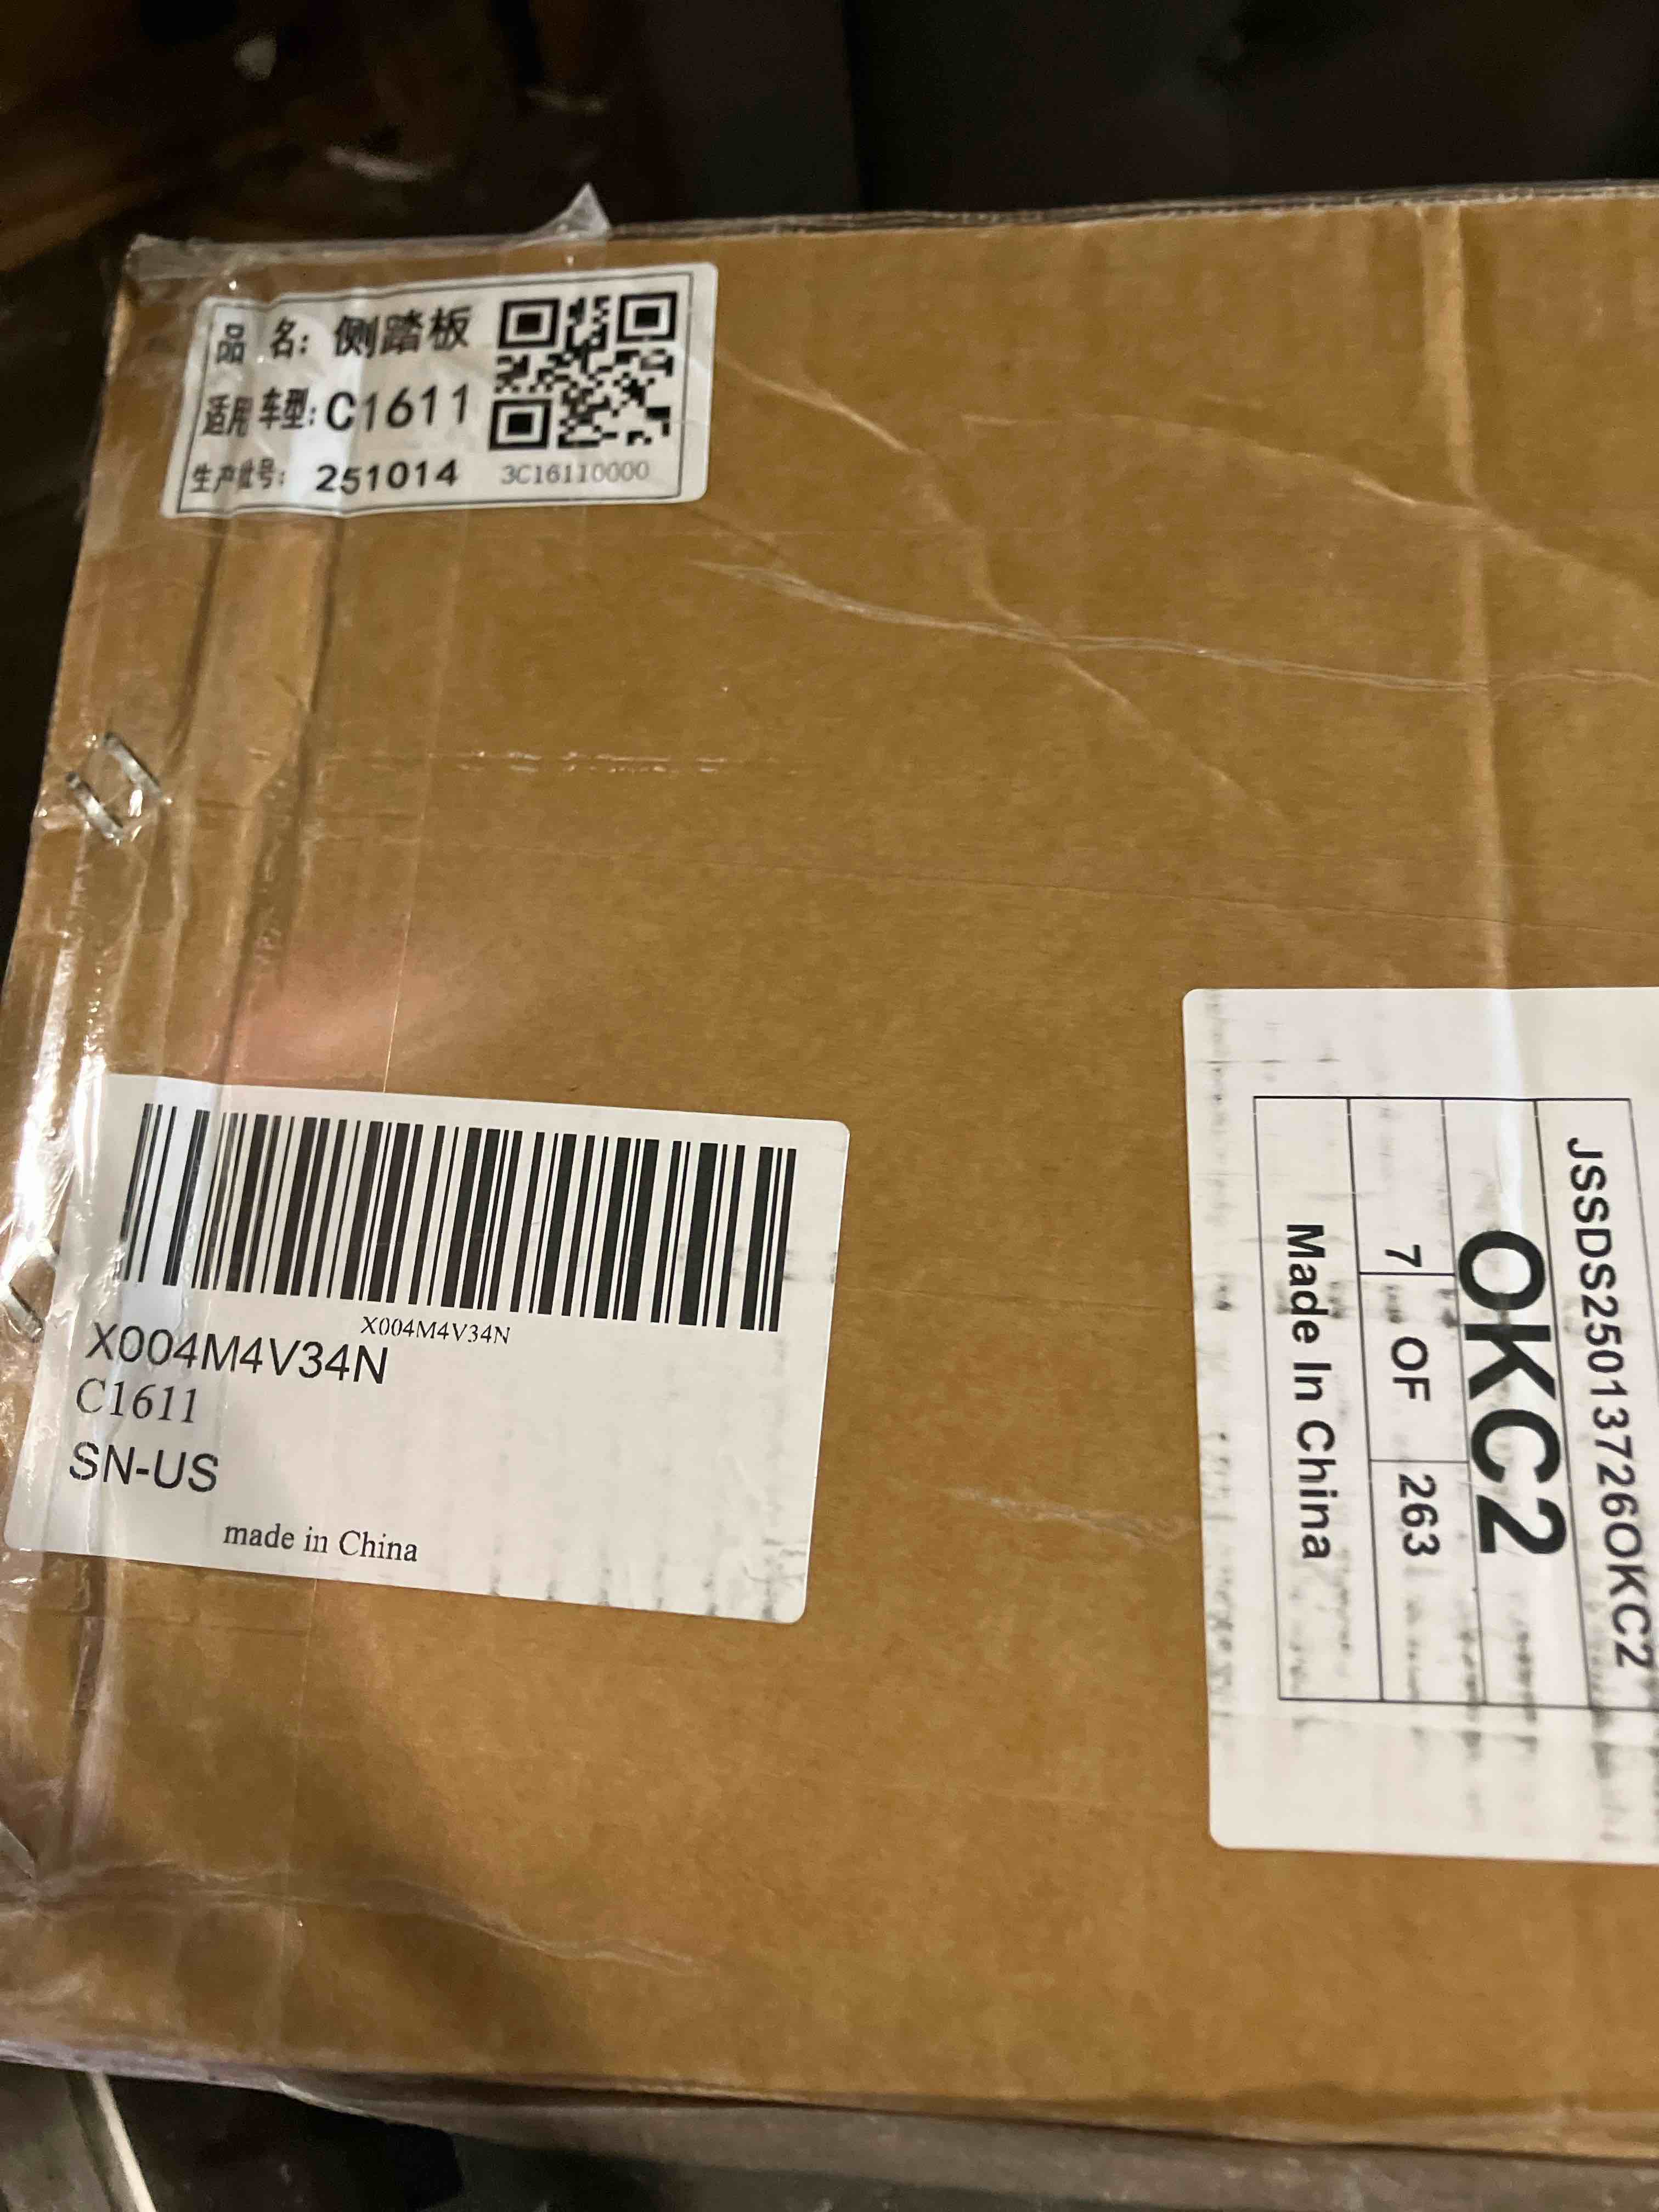 品 名: 侧踏板
适用车型: C1611
生产批号: 251014
3C16110000
X004M4V34N
X004M4V34N
C1611
SN-US
made in China
JSSDS2501373726OKC2
OKC2
7 OF 263
Made In China